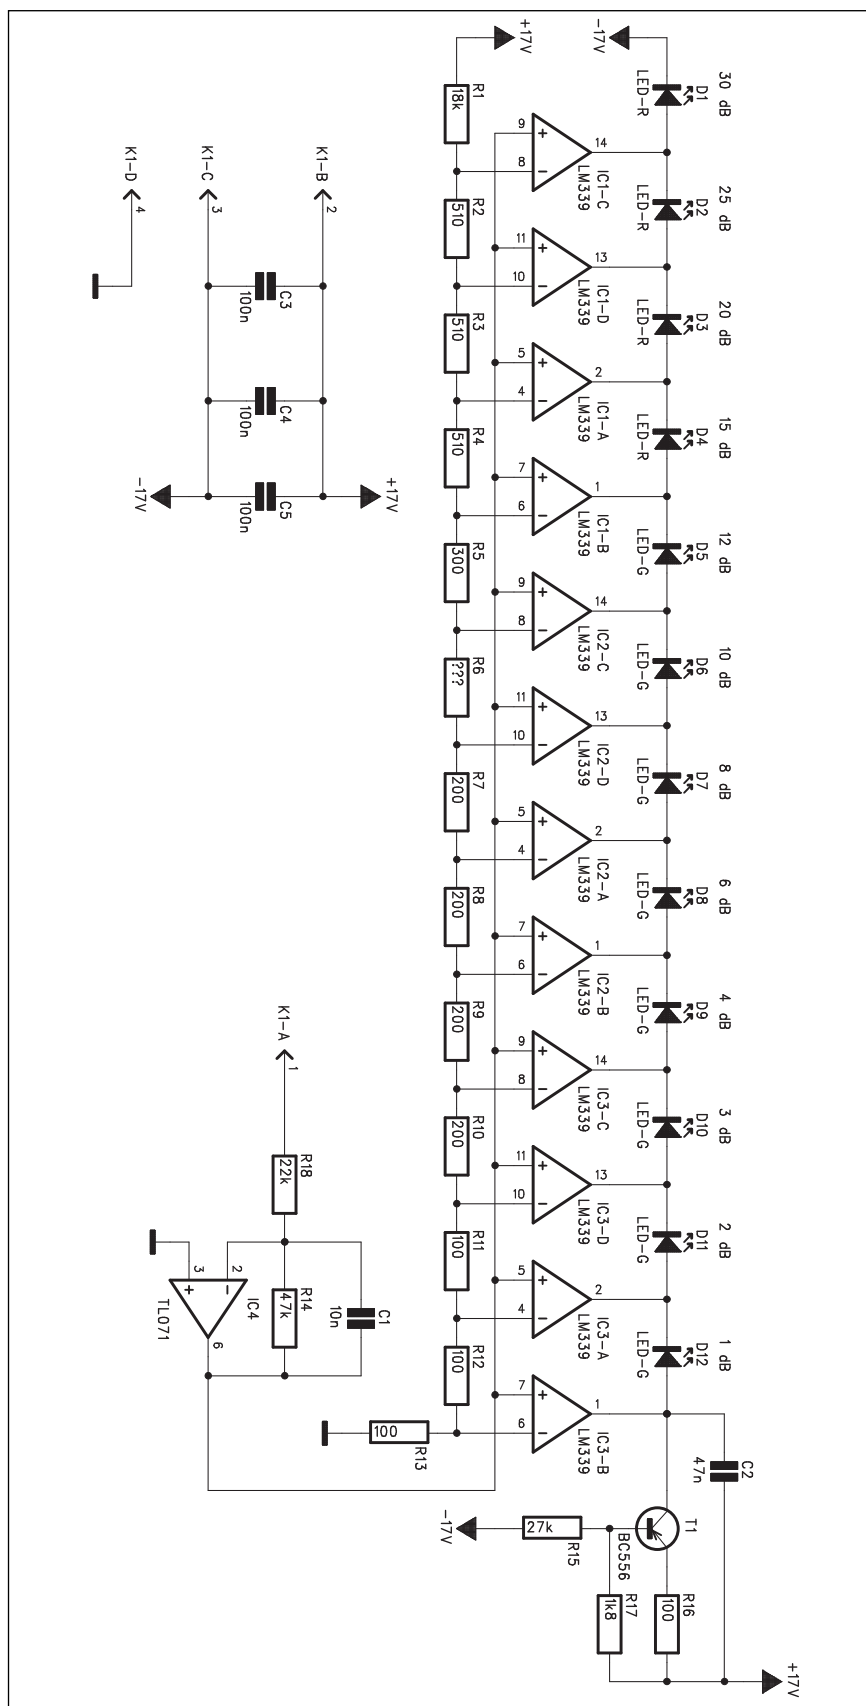 +17V
-17V
30 dB
D1
LED-R
R1
18k
9
8
14
IC1-C
LM339
25 dB
D2
LED-R
R2
510
11
10
13
IC1-D
LM339
20 dB
D3
LED-R
R3
510
5
4
2
IC1-A
LM339
15 dB
D4
LED-R
R4
510
7
6
1
IC1-B
LM339
12 dB
D5
LED-G
R5
300
9
8
14
IC2-C
LM339
10 dB
D6
LED-G
R6
???
11
10
13
IC2-D
LM339
8 dB
D7
LED-G
R7
200
5
4
2
IC2-A
LM339
6 dB
D8
LED-G
R8
200
7
6
1
IC2-B
LM339
4 dB
D9
LED-G
R9
200
9
8
14
IC3-C
LM339
3 dB
D10
LED-G
R10
200
11
10
13
IC3-D
LM339
2 dB
D11
LED-G
R11
100
5
4
2
IC3-A
LM339
1 dB
D12
LED-G
R12
100
7
6
1
IC3-B
LM339
R13
100
C2
47n
T1
BC556
R15
27k
-17V
R16
100
R17
1k8
+17V
K1-B
2
K1-C
3
K1-D
4
C3
100n
C4
100n
C5
100n
+17V
-17V
K1-A
1
R18
22k
R14
47k
C1
10n
2
3
6
IC4
TL071